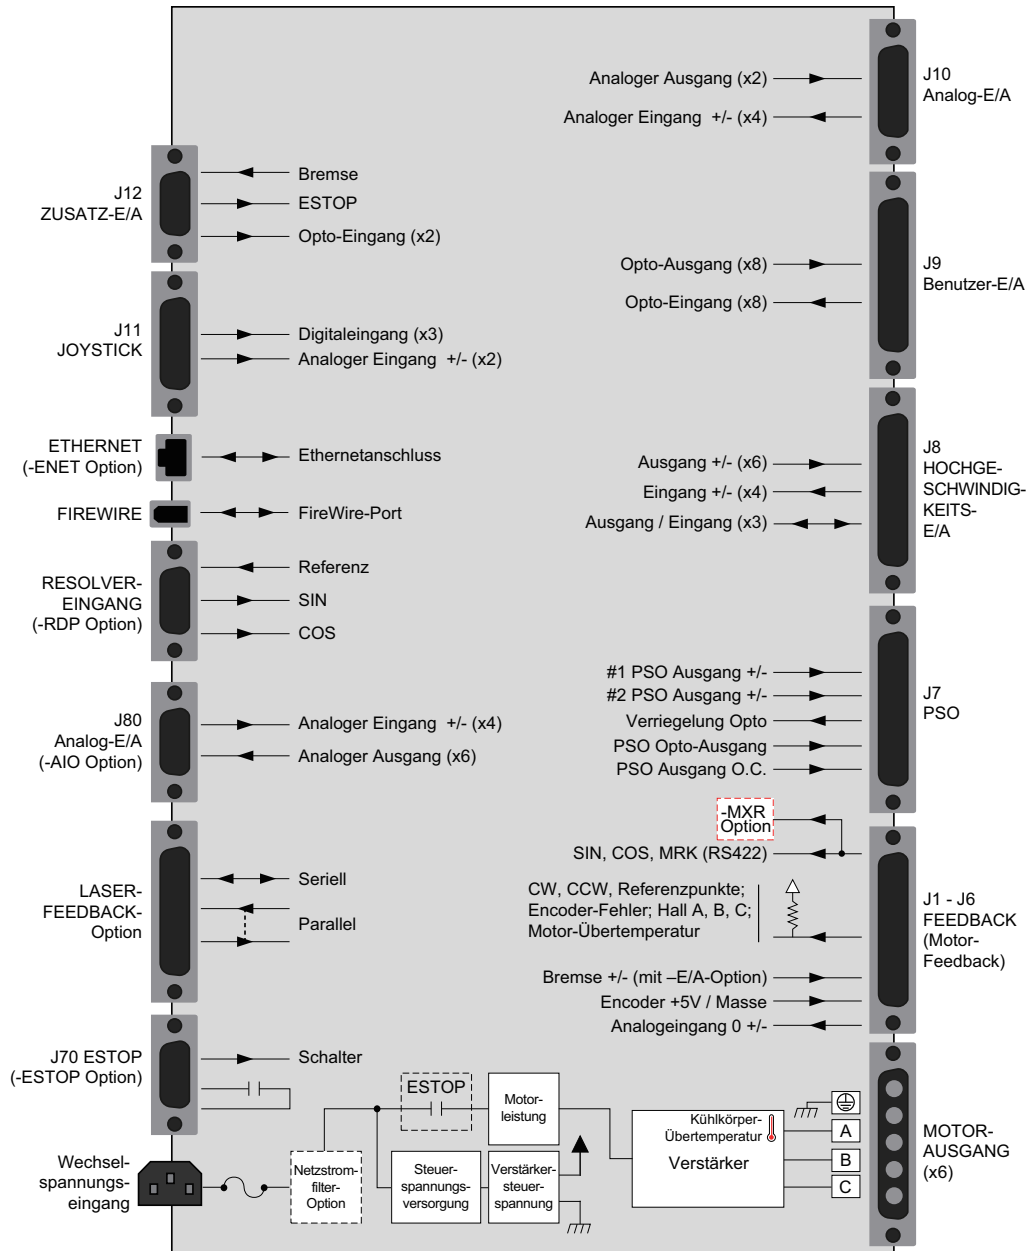 J12
ZUSATZ-E/A
Bremse
ESTOP
Opto-Eingang (x2)
J11
JOYSTICK
Digitaleingang (x3)
Analoger Eingang +/- (x2)
ETHERNET
(-ENET Option)
Ethernetanschluss
FIREWIRE
FireWire-Port
RESOLVER-
EINGANG
(-RDP Option)
Referenz
SIN
COS
J80
Analog-E/A
(-AIO Option)
Analoger Eingang +/- (x4)
Analoger Ausgang (x6)
LASER-
FEEDBACK-
Option
Seriell
Parallel
J70 ESTOP
(-ESTOP Option)
Schalter
Wechsel-
spannungs-
eingang
Netzstrom-
filter-
Option
ESTOP
Motor-
leistung
Steuer-
spannungs-
versorgung
Verstärker-
steuer-
spannung
Kühlkörper-
Übertemperatur
Verstärker
A
B
C
Analoger Ausgang (x2)
Analoger Eingang +/- (x4)
J10
Analog-E/A
Opto-Ausgang (x8)
Opto-Eingang (x8)
J9
Benutzer-E/A
Ausgang +/- (x6)
Eingang +/- (x4)
Ausgang / Eingang (x3)
J8
HOCHGE-
SCHWINDIG-
KEITS-
E/A
#1 PSO Ausgang +/-
#2 PSO Ausgang +/-
Verriegelung Opto
PSO Opto-Ausgang
PSO Ausgang O.C.
J7
PSO
-MXR
Option
SIN, COS, MRK (RS422)
CW, CCW, Referenzpunkte;
Encoder-Fehler; Hall A, B, C;
Motor-Übertemperatur
Bremse +/- (mit –E/A-Option)
Encoder +5V / Masse
Analogeingang 0 +/-
J1 - J6
FEEDBACK
(Motor-
Feedback)
MOTOR-
AUSGANG
(x6)